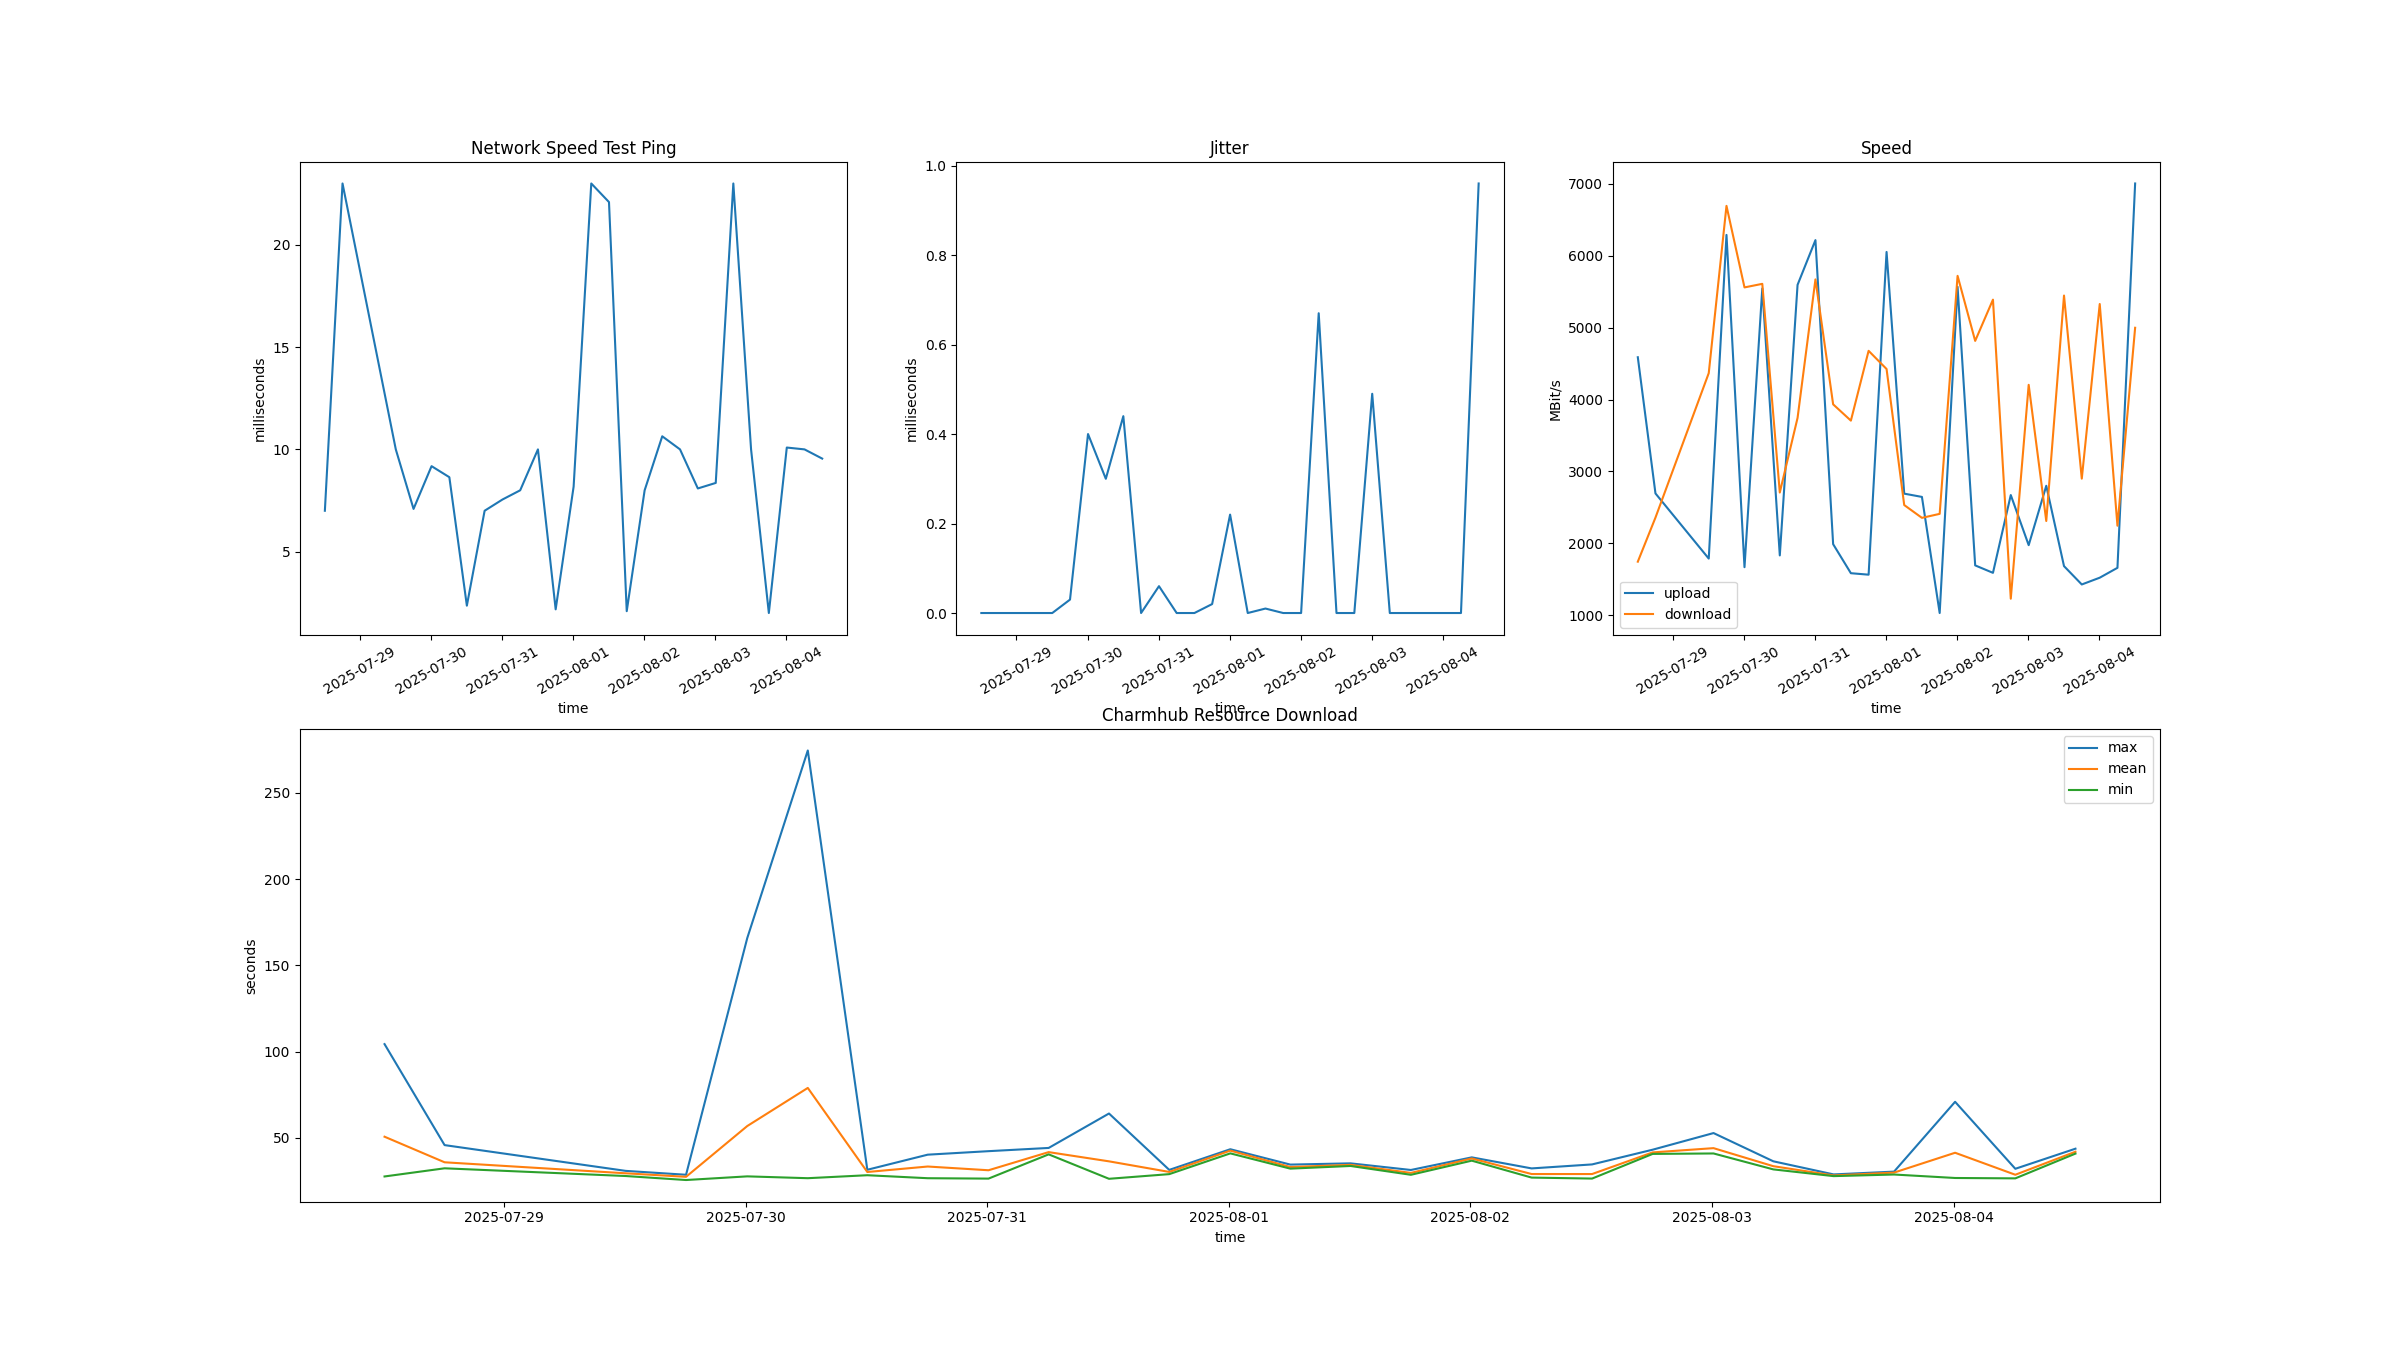 Network Speed Test Ping
milliseconds
20
15
10
5
2025-07-29
2025-07-30
2025-07-31
2025-08-01
2025-08-02
2025-08-03
2025-08-04
time
Jitter
milliseconds
1.0
0.8
0.6
0.4
0.2
0.0
2025-07-29
2025-07-30
2025-07-31
2025-08-01
2025-08-02
2025-08-03
2025-08-04
time
Speed
MBit/s
7000
6000
5000
4000
3000
2000
1000
upload
download
2025-07-29
2025-07-30
2025-07-31
2025-08-01
2025-08-02
2025-08-03
2025-08-04
time
Charmhub Resource Download
seconds
250
200
150
100
50
max
mean
min
2025-07-29
2025-07-30
2025-07-31
2025-08-01
2025-08-02
2025-08-03
2025-08-04
time